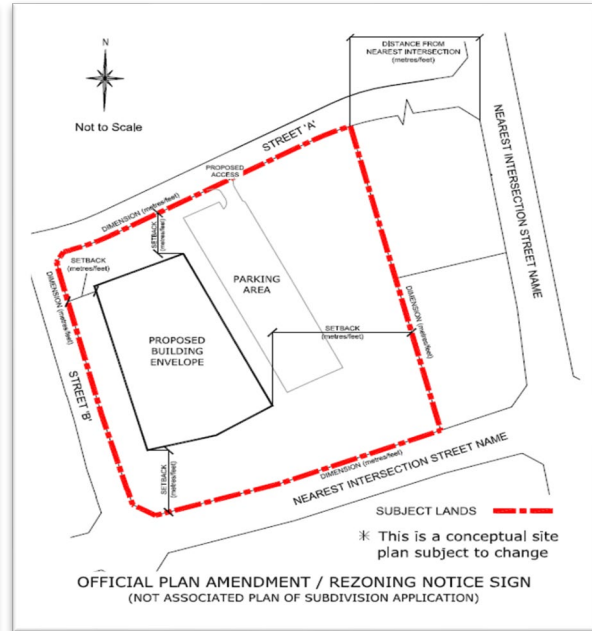 DISTANCE FROM
NEAREST INTERSECTION
(metres/feet)
N
Not to Scale
STREET 'A'
NEAREST INTERSECTION STREET NAME
PROPOSED
ACCESS
DIMENSION (metres/feet)
SETBACK
(metres/feet)
SETBACK
(metres/feet)
DIMENSION (metres/feet)
PARKING
AREA
DIMENSION (metres/feet)
SETBACK
(metres/feet)
PROPOSED
BUILDING
ENVELOPE
STREET 'B'
SETBACK
(metres/feet)
DIMENSION (metres/feet)
NEAREST INTERSECTION STREET NAME
SUBJECT LANDS
* This is a conceptual site
plan subject to change
OFFICIAL PLAN AMENDMENT / REZONING NOTICE SIGN
(NOT ASSOCIATED PLAN OF SUBDIVISION APPLICATION)